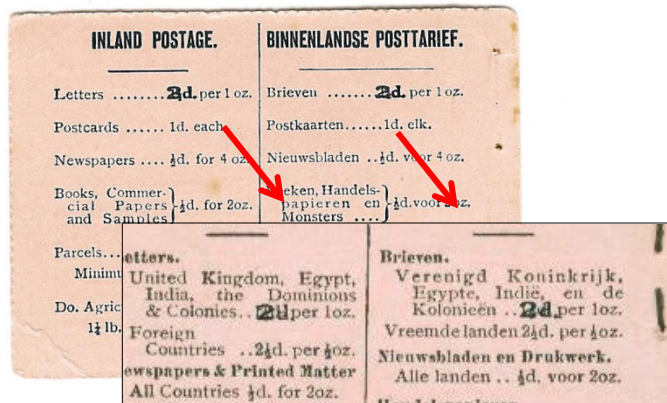 INLAND POSTAGE.
Letters ........2d. per 1 oz.
Postcards ...... 1d. each
Newspapers .... ½d. for 4 oz.
Books, Commer-
cial Papers
and Samples
½d. for 2oz.
Parcels...
Do. Agric
1¼ lb.
BINNENLANDSE POSTTARIEF.
Brieven .......2d. per 1 oz.
Postkaarten......1d. elk.
Nieuwsbladen ..½d. voor 4 oz.
Handels-
papieren en
Monsters ....
½d. voor
etters.
United Kingdom, Egypt,
India, the Dominions
& Colonies.. 2d per 1oz.
Foreign
Countries ..2½d. per ½oz.
ewspapers & Printed Matter
All Countries ½d. for 2oz.
Brieven.
Verenigd Koninkrijk,
Egypte, Indië, en de
Kolonieën ..2d. per 1oz.
Vreemde landen 2½d. per ½oz.
Nieuwsbladen en Drukwerk.
Alle landen .. ½d. voor 2oz.